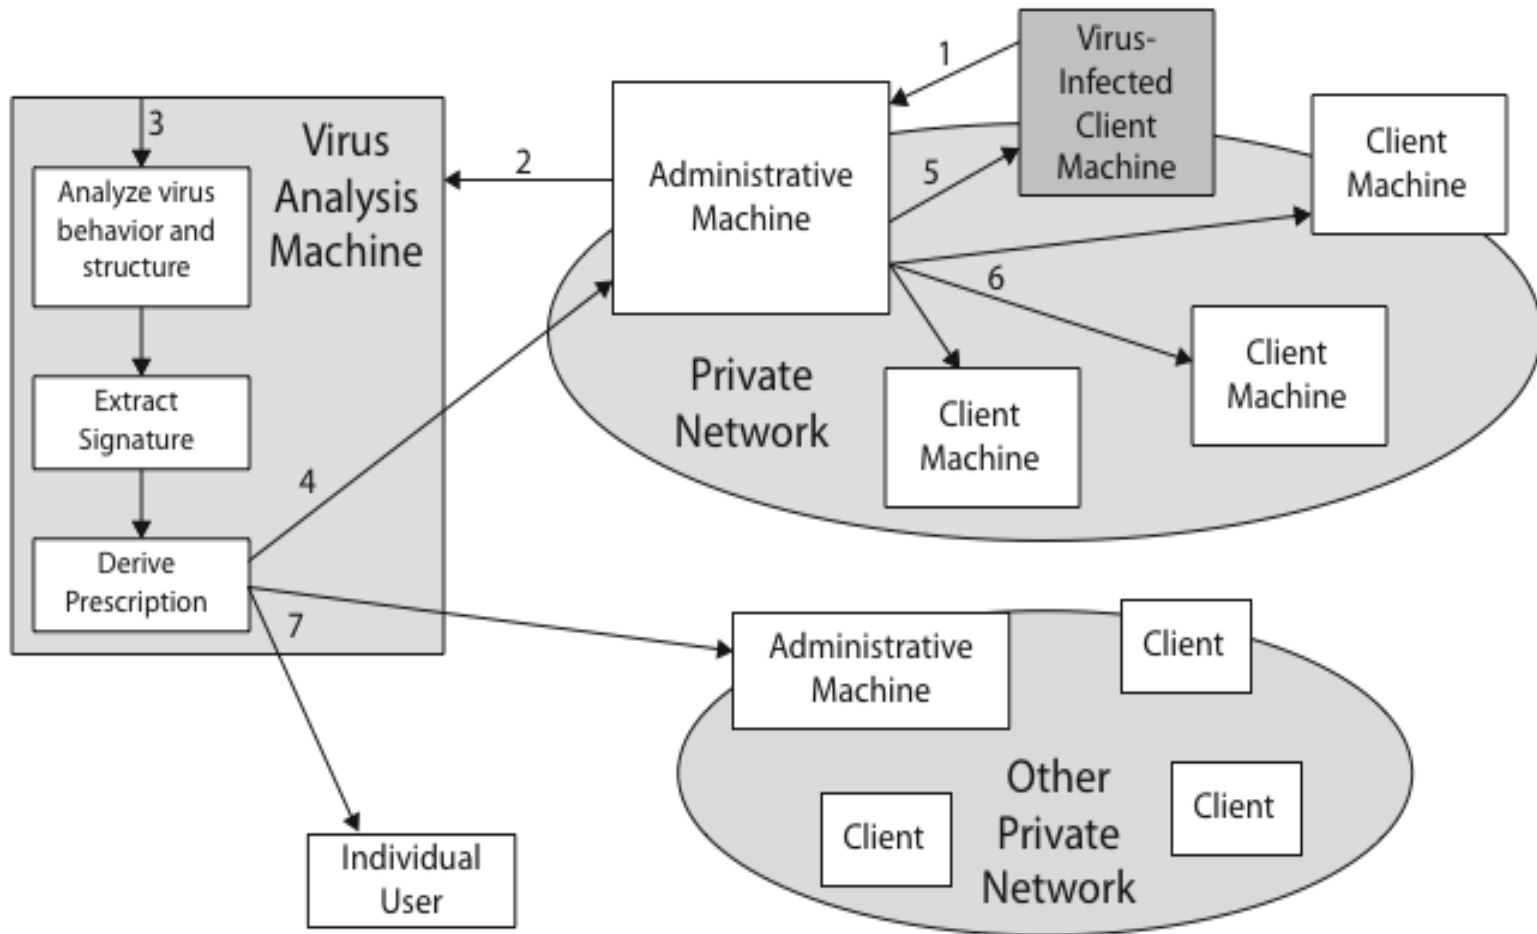 1
Virus-
Infected
Client
Machine
3
Virus
Analysis
Machine
2
Administrative
Machine
5
Client
Machine
Analyze virus
behavior and
structure
6
Client
Machine
Private
Network
Client
Machine
Extract
Signature
4
Derive
Prescription
7
Administrative
Machine
Client
Other
Private
Network
Client
Client
Individual
User